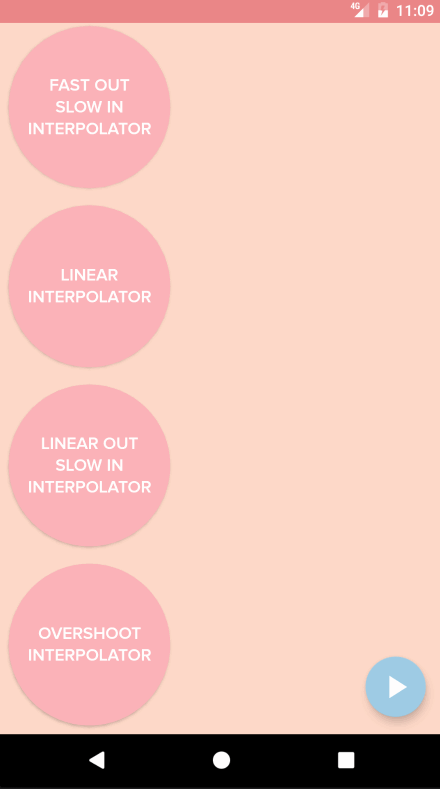 4G 11:09
FAST OUT
SLOW IN
INTERPOLATOR
LINEAR
INTERPOLATOR
LINEAR OUT
SLOW IN
INTERPOLATOR
OVERSHOOT
INTERPOLATOR